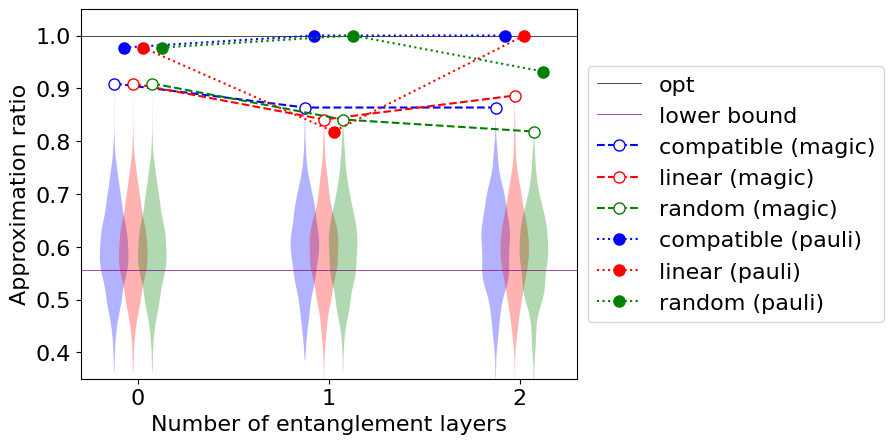 1.0
0.9
0.8
0.7
0.6
0.5
0.4
Approximation ratio
0
1
2
Number of entanglement layers
opt
lower bound
compatible (magic)
linear (magic)
random (magic)
compatible (pauli)
linear (pauli)
random (pauli)